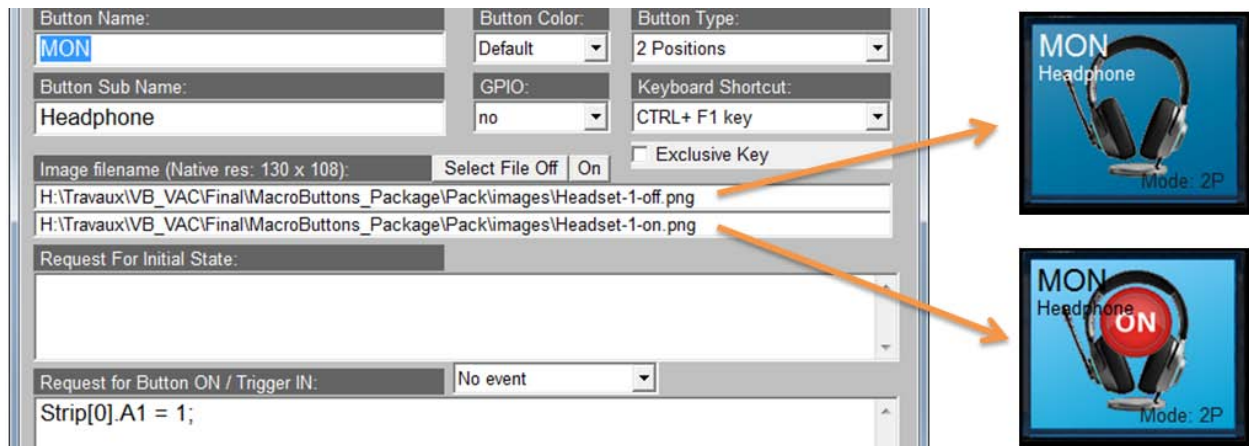 Button Name: Button Color: Button Type:
MON Default 2 Positions
Button Sub Name: GPIO: Keyboard Shortcut:
Headphone no CTRL+ F1 key
Image filename (Native res: 130 x 108): Select File Off On Exclusive Key
H:\Travaux\VB_VAC\Final\MacroButtons_Package\Pack\images\Headset-1-off.png
H:\Travaux\VB_VAC\Final\MacroButtons_Package\Pack\images\Headset-1-on.png
Request For Initial State:
Request for Button ON / Trigger IN: No event
Strip[0].A1 = 1;
MON
Headphone
Mode: 2P
MON
Headphone
ON
Mode: 2P